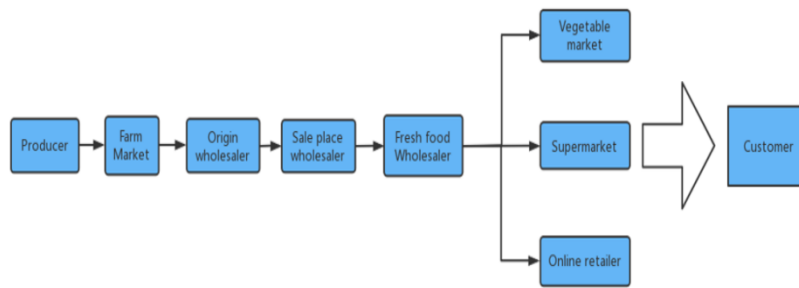 Producer
Farm
Market
Origin
wholesaler
Sale place
wholesaler
Fresh food
Wholesaler
Vegetable
market
Supermarket
Online retailer
Customer